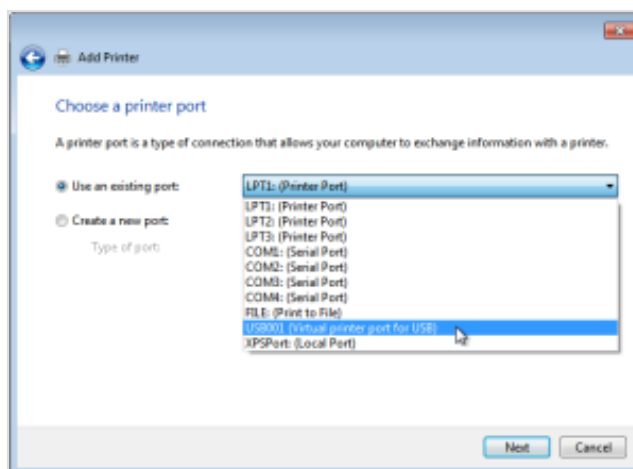 Add Printer
Choose a printer port
A printer port is a type of connection that allows your computer to exchange information with a printer.
Use an existing port:
LPT1: (Printer Port)
LPT1: (Printer Port)
LPT2: (Printer Port)
LPT3: (Printer Port)
Create a new port:
COM1: (Serial Port)
Type of port:
COM2: (Serial Port)
COM3: (Serial Port)
COM4: (Serial Port)
FILE: (Print to File)
USB001 (Virtual printer port for USB)
XPSPort: (Local Port)
Next
Cancel